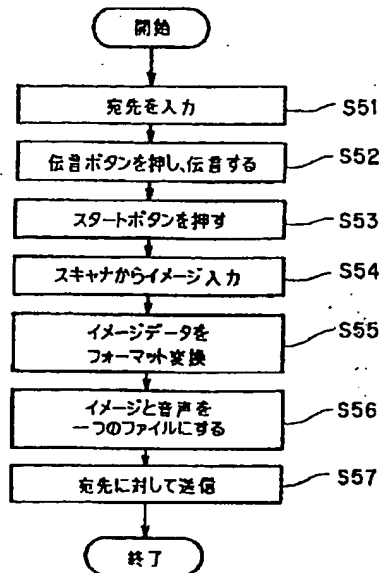 開始
宛先を入力 S51
伝言ボタンを押し、伝言する S52
スタートボタンを押す S53
スキャナからイメージ入力 S54
イメージデータを
フォーマット変換 S55
イメージと音声を
一つのファイルにする S56
宛先に対して送信 S57
終了